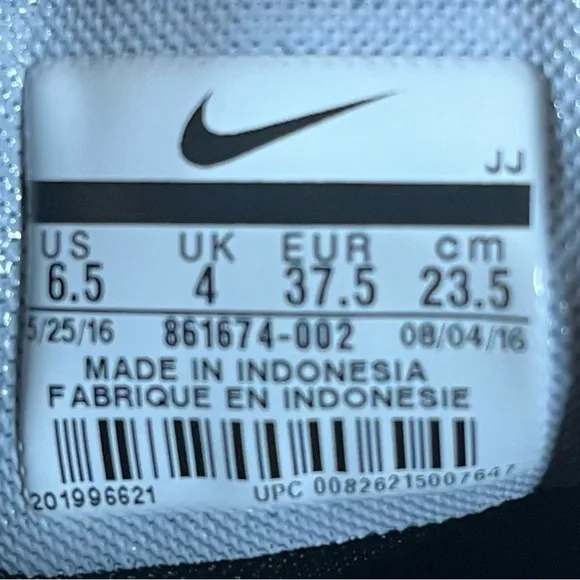 JJ
US UK EUR cm
6.5 4 37.5 23.5
5/25/16 861674-002 08/04/16
MADE IN INDONESIA
FABRIQUE EN INDONESIE
201996621 UPC 00826215007647